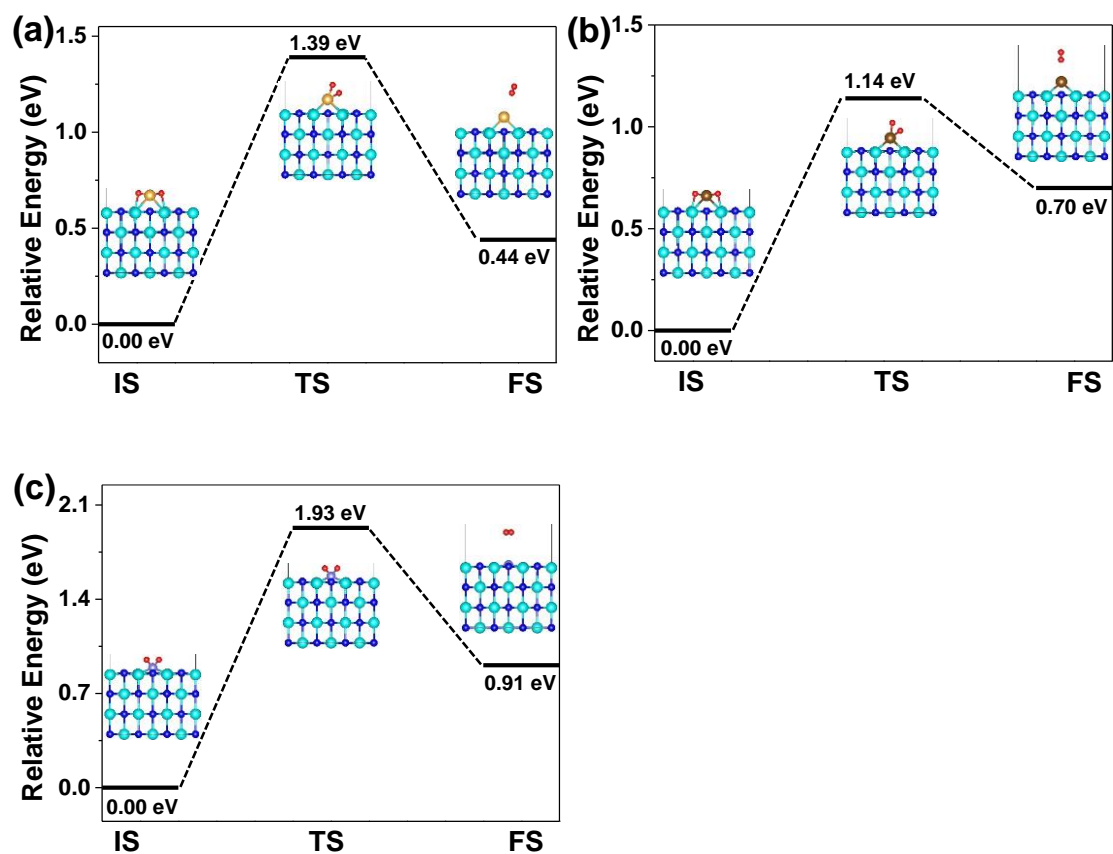 (a)
Relative Energy (eV)
1.5
1.0
0.5
0.0
1.39 eV
0.44 eV
0.00 eV
IS
TS
FS
(b)
Relative Energy (eV)
1.5
1.0
0.5
0.0
1.14 eV
0.70 eV
0.00 eV
IS
TS
FS
(c)
Relative Energy (eV)
2.1
1.4
0.7
0.0
1.93 eV
0.91 eV
0.00 eV
IS
TS
FS